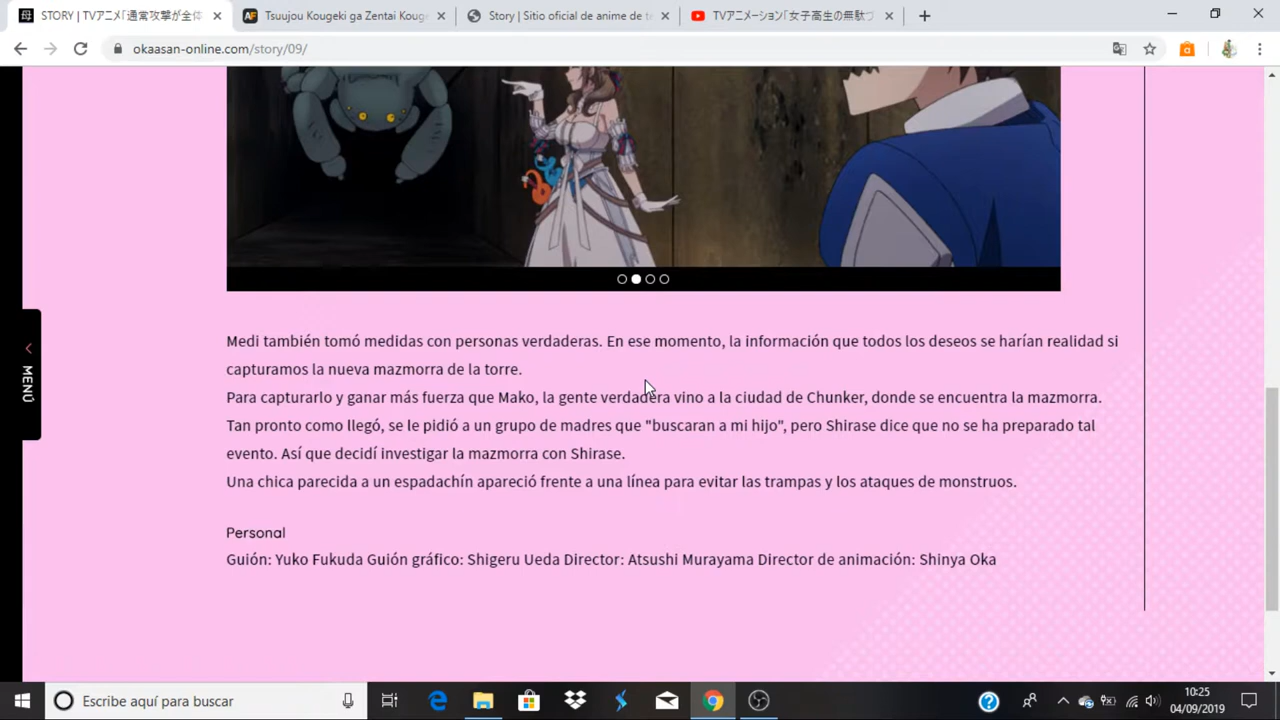 STORY | TVアニメ「通常攻撃が全体
Tsuujou Kougeki ga Zentai Kouge
Story | Sitio oficial de anime de te
TVアニメーション「女子高生の無駄づ
okaasan-online.com/story/09/
MENÚ
Medi también tomó medidas con personas verdaderas. En ese momento, la información que todos los deseos se harían realidad si
capturamos la nueva mazmorra de la torre.
Para capturarlo y ganar más fuerza que Mako, la gente verdadera vino a la ciudad de Chunker, donde se encuentra la mazmorra.
Tan pronto como llegó, se le pidió a un grupo de madres que "buscaran a mi hijo", pero Shirase dice que no se ha preparado tal
evento. Así que decidí investigar la mazmorra con Shirase.
Una chica parecida a un espadachín apareció frente a una línea para evitar las trampas y los ataques de monstruos.
Personal
Guión: Yuko Fukuda Guión gráfico: Shigeru Ueda Director: Atsushi Murayama Director de animación: Shinya Oka
Escribe aquí para buscar
10:25
04/09/2019